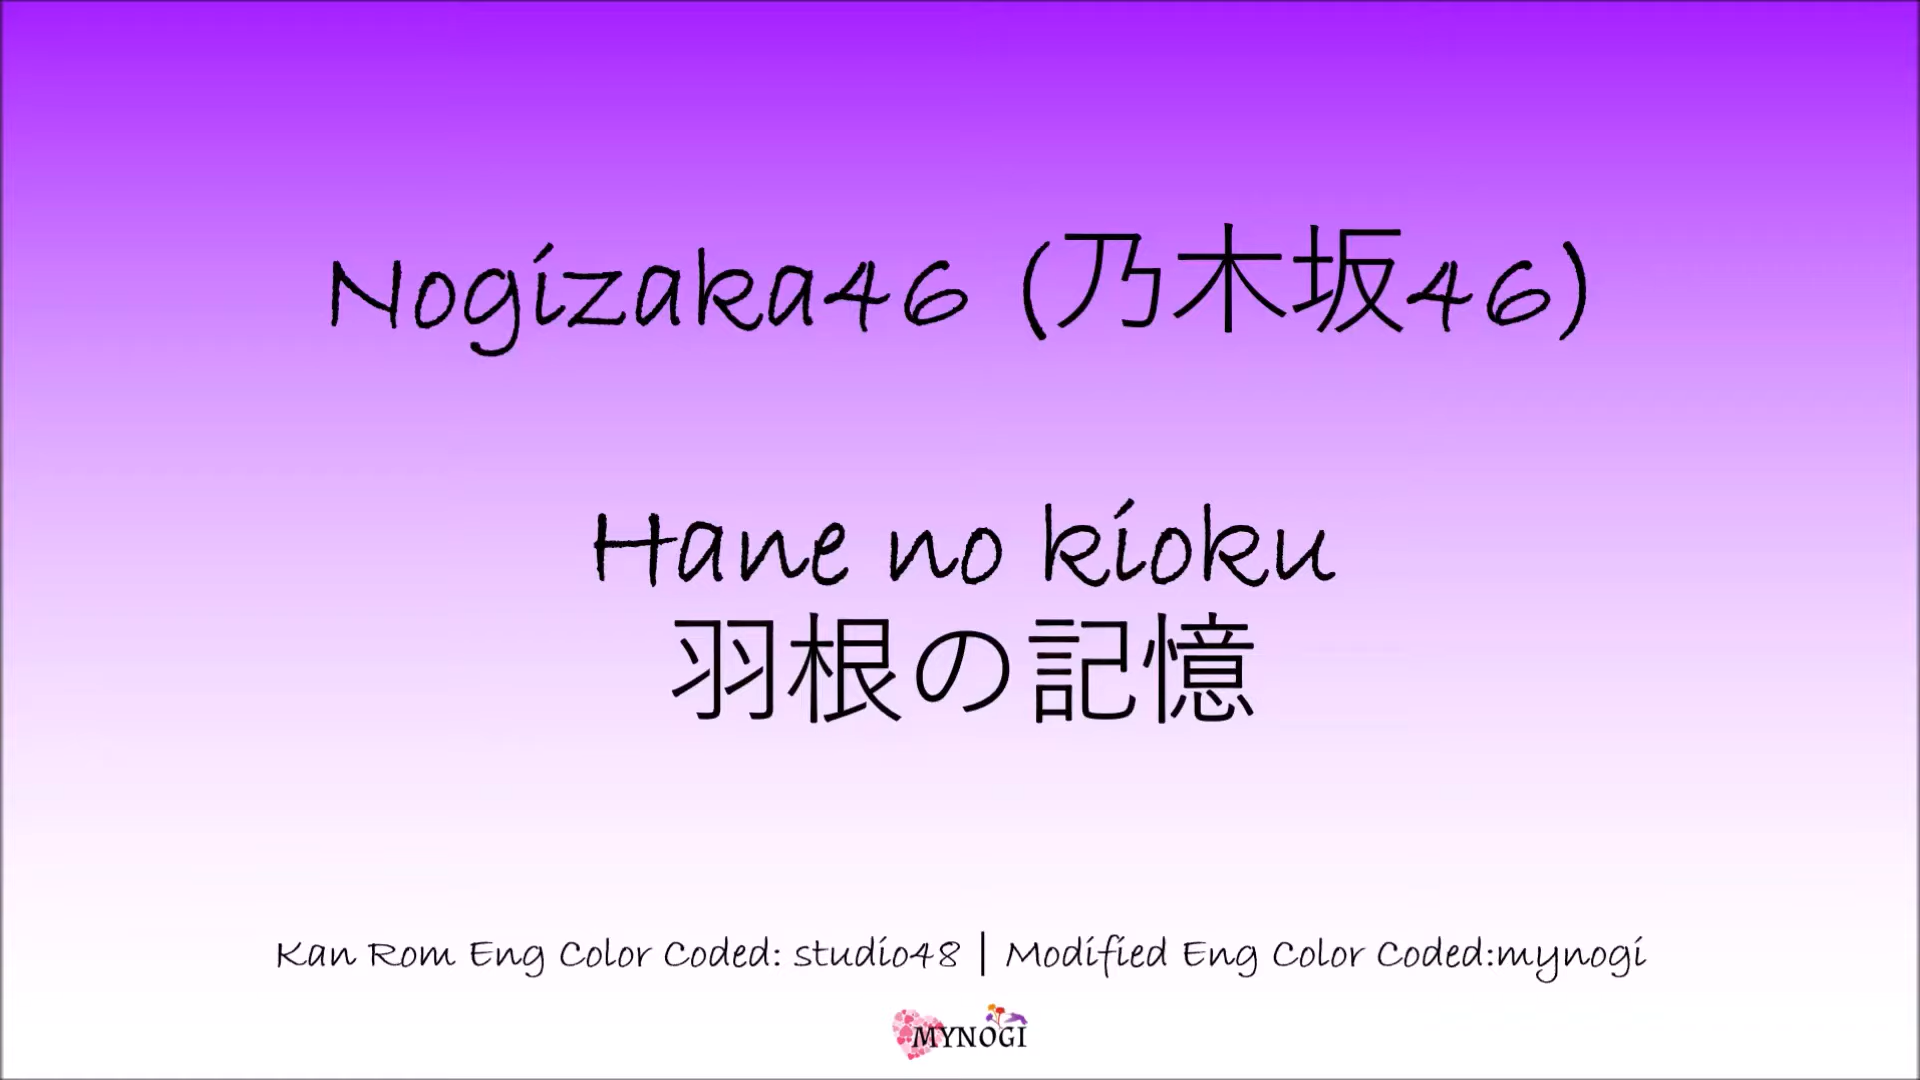 Nogizaka46 (乃木坂46)
Hane no kioku
羽根の記憶
Kan Rom Eng Color Coded: studio48 | Modified Eng Color Coded:mynogi
MYNOGI